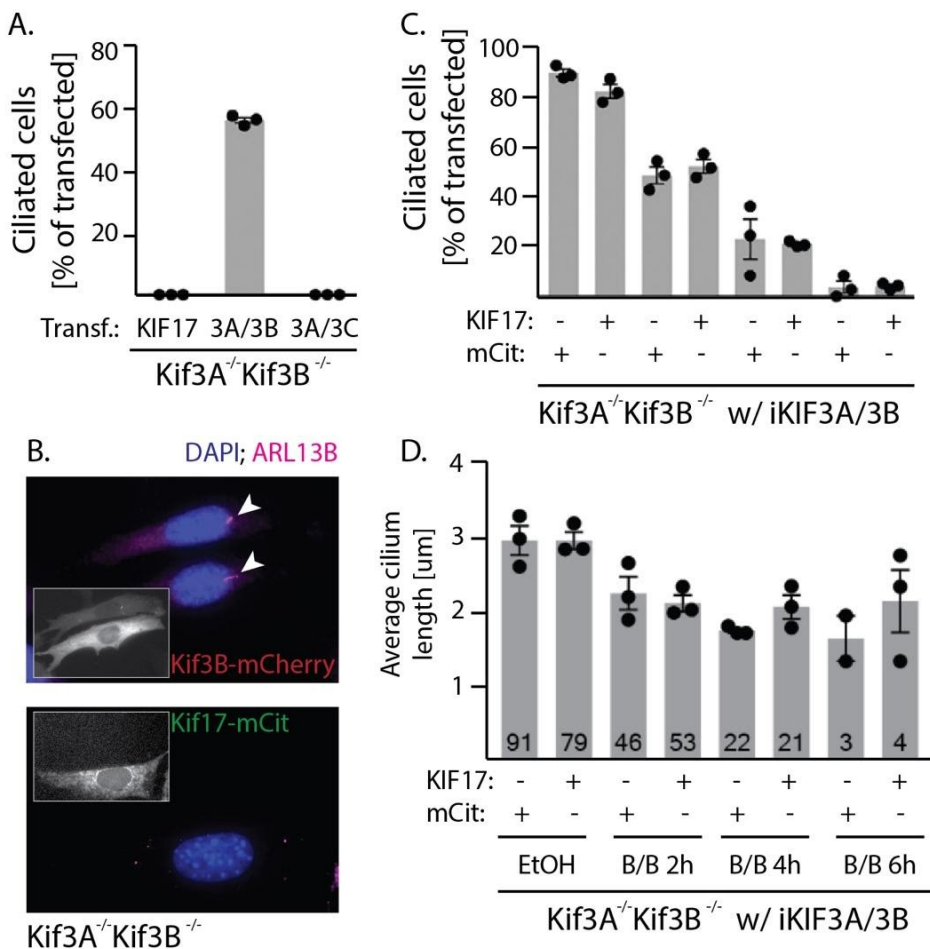 A.
Ciliated cells
[% of transfected]
80
60
40
20
Transf.: KIF17 3A/3B 3A/3C
Kif3A-/-Kif3B-/-
C.
Ciliated cells
[% of transfected]
100
80
60
40
20
KIF17: - + - + - + - +
mCit: + - + - + - + -
Kif3A-/-Kif3B-/- w/ iKIF3A/3B
B.
DAPI; ARL13B
Kif3B-mCherry
Kif17-mCit
Kif3A-/-Kif3B-/-
D.
Average cilium
length [um]
4
3
2
1
91 79 46 53 22 21 3 4
KIF17: - + - + - + - +
mCit: + - + - + - + -
EtOH B/B 2h B/B 4h B/B 6h
Kif3A-/-Kif3B-/- w/ iKIF3A/3B